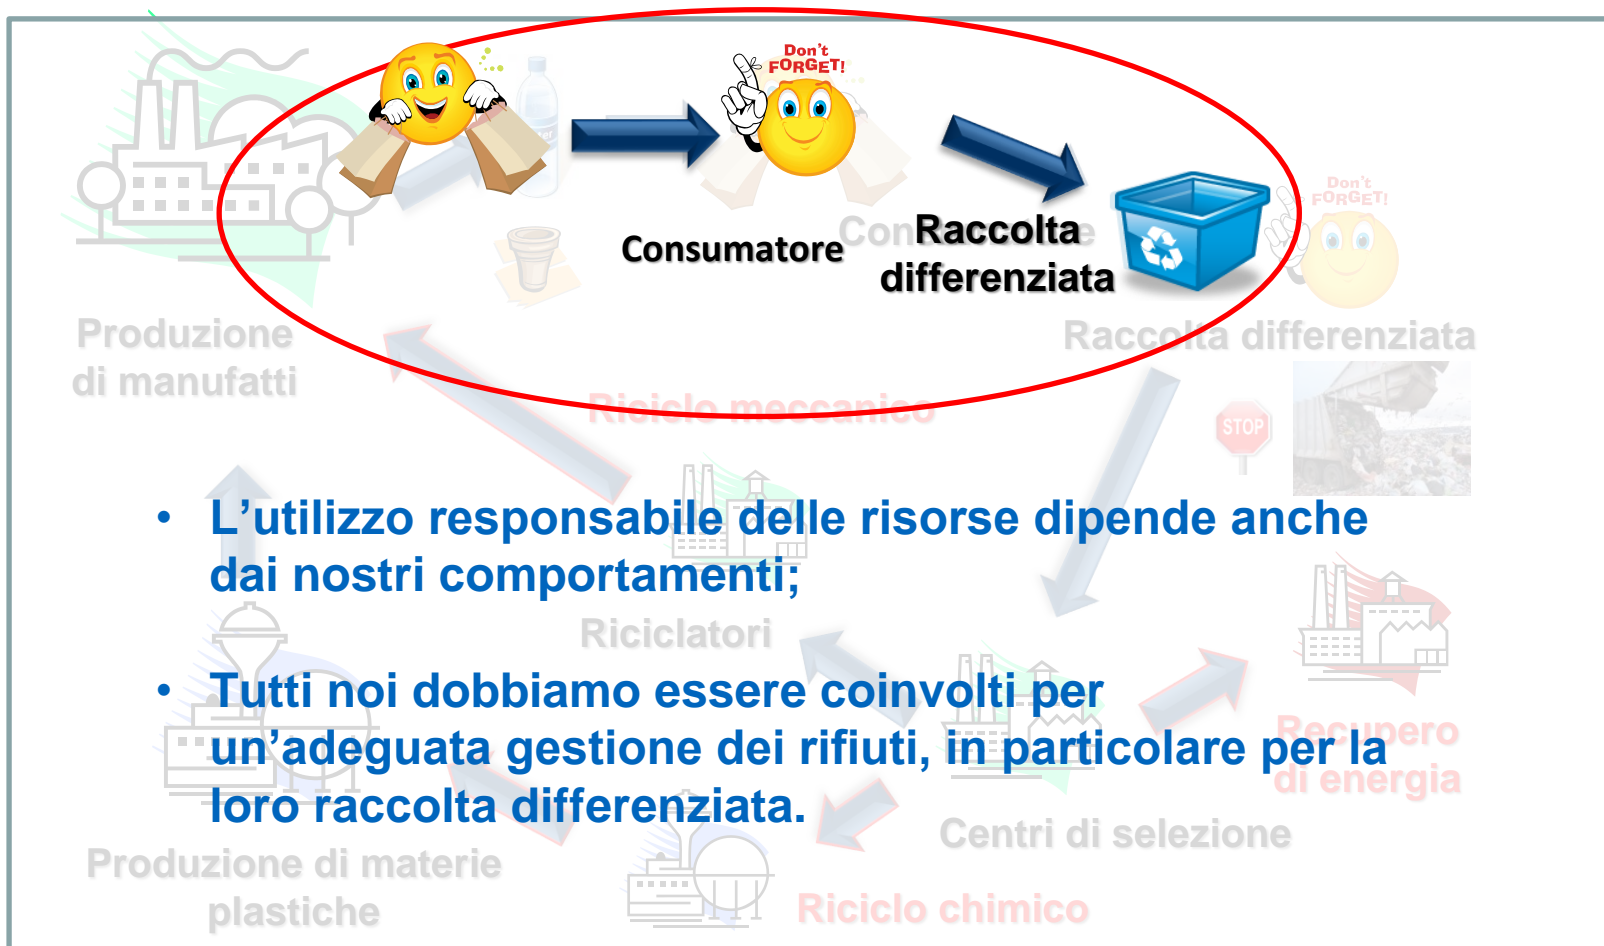 Don't
FORGET!
Consumatore
Raccolta
differenziata
Don't
FORGET!
Produzione
di manufatti
Raccolta differenziata
Riciclo meccanico
STOP
• L’utilizzo responsabile delle risorse dipende anche
dai nostri comportamenti;
Riciclatori
• Tutti noi dobbiamo essere coinvolti per
un’adeguata gestione dei rifiuti, in particolare per la
loro raccolta differenziata.
Recupero
di energia
Centri di selezione
Produzione di materie
plastiche
Riciclo chimico